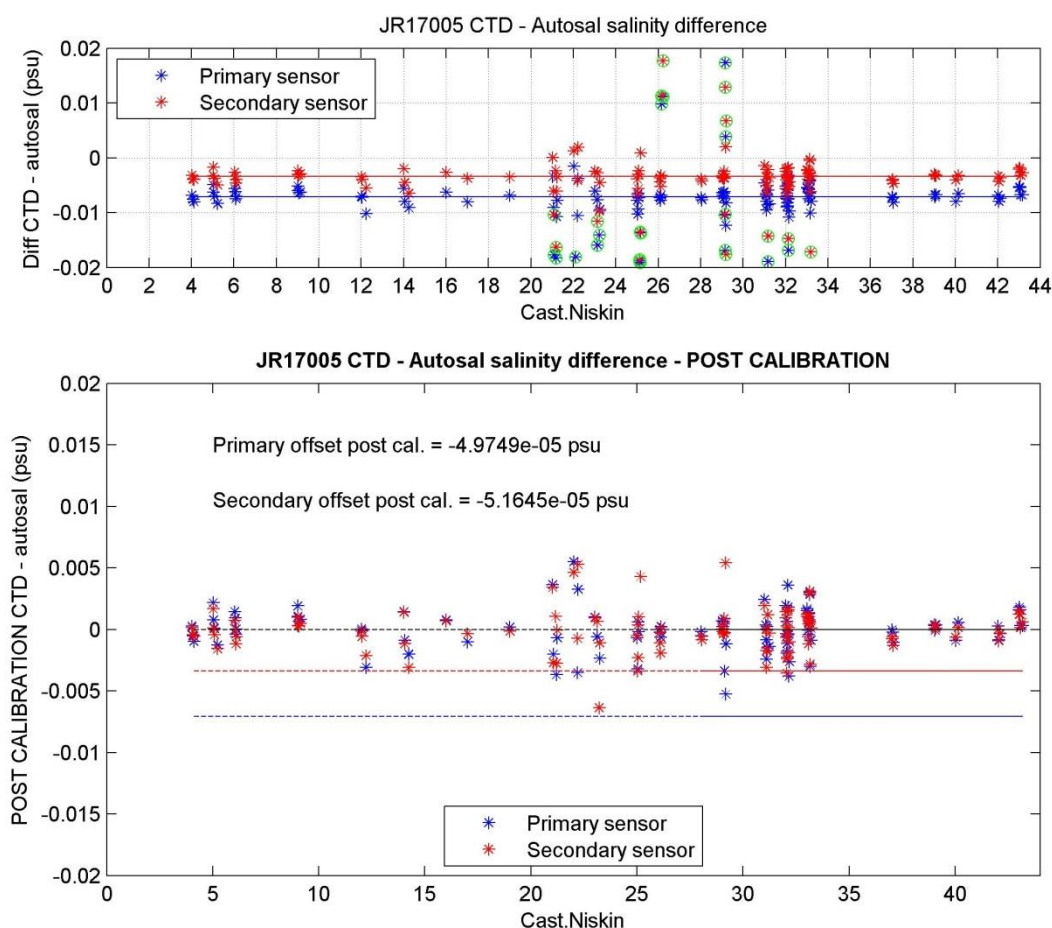 JR17005 CTD - Autosal salinity difference
Primary sensor
Secondary sensor
Diff CTD - autosal (psu)
0.02
0.01
0
-0.01
-0.02
0 2 4 6 8 10 12 14 16 18 20 22 24 26 28 30 32 34 36 38 40 42 44
Cast.Niskin
JR17005 CTD - Autosal salinity difference - POST CALIBRATION
POST CALIBRATION CTD - autosal (psu)
0.02
0.015
0.01
0.005
0
-0.005
-0.01
-0.015
-0.02
Primary offset post cal. = -4.9749e-05 psu
Secondary offset post cal. = -5.1645e-05 psu
Primary sensor
Secondary sensor
0 5 10 15 20 25 30 35 40
Cast.Niskin